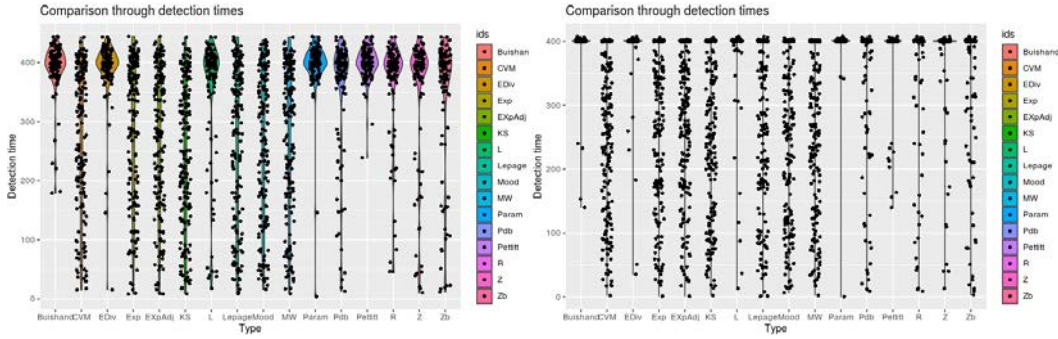 Comparison through detection times
Detection time
400
300
200
100
0
Buishand CVM EDiv Exp EXpAdj KS L Lepage Mood MW Param Pdb Pettitt R Z Zb
Type
ids
Buishand
CVM
EDiv
Exp
EXpAdj
KS
L
Lepage
Mood
MW
Param
Pdb
Pettitt
R
Z
Zb
Comparison through detection times
Detection time
400
300
200
100
0
Buishand CVM EDiv Exp EXpAdj KS L Lepage Mood MW Param Pdb Pettitt R Z Zb
Type
ids
Buishand
CVM
EDiv
Exp
EXpAdj
KS
L
Lepage
Mood
MW
Param
Pdb
Pettitt
R
Z
Zb